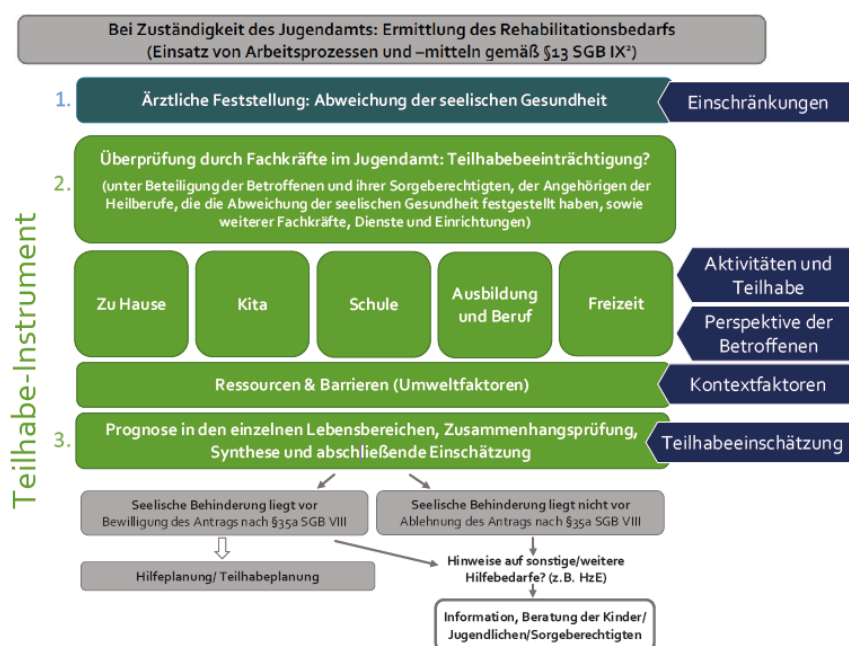 Bei Zuständigkeit des Jugendamts: Ermittlung des Rehabilitationsbedarfs
(Einsatz von Arbeitsprozessen und –mitteln gemäß §13 SGB IX²)
1.
Ärztliche Feststellung: Abweichung der seelischen Gesundheit
Einschränkungen
Teilhabe-Instrument
2.
Überprüfung durch Fachkräfte im Jugendamt: Teilhabebeeinträchtigung?
(unter Beteiligung der Betroffenen und ihrer Sorgeberechtigten, der Angehörigen der
Heilberufe, die die Abweichung der seelischen Gesundheit festgestellt haben, sowie
weiterer Fachkräfte, Dienste und Einrichtungen)
Zu Hause
Kita
Schule
Ausbildung
und Beruf
Freizeit
Aktivitäten und
Teilhabe
Perspektive der
Betroffenen
Ressourcen & Barrieren (Umweltfaktoren)
Kontextfaktoren
3.
Prognose in den einzelnen Lebensbereichen, Zusammenhangsprüfung,
Synthese und abschließende Einschätzung
Teilhabeeinschätzung
Seelische Behinderung liegt vor
Bewilligung des Antrags nach §35a SGB VIII
Seelische Behinderung liegt nicht vor
Ablehnung des Antrags nach §35a SGB VIII
Hilfeplanung/ Teilhabeplanung
Hinweise auf sonstige/weitere
Hilfebedarfe? (z.B. HzE)
Information, Beratung der Kinder/
Jugendlichen/Sorgeberechtigten